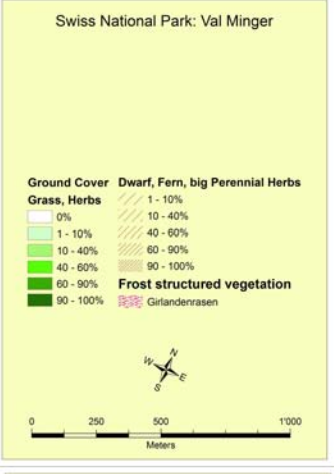 Swiss National Park: Val Minger
Ground Cover
Grass, Herbs
0%
1 - 10%
10 - 40%
40 - 60%
60 - 90%
90 - 100%
Dwarf, Fern, big Perennial Herbs
1 - 10%
10 - 40%
40 - 60%
60 - 90%
90 - 100%
Frost structured vegetation
Girlandenrasen
N
W
E
S
0 250 500 1'000
Meters